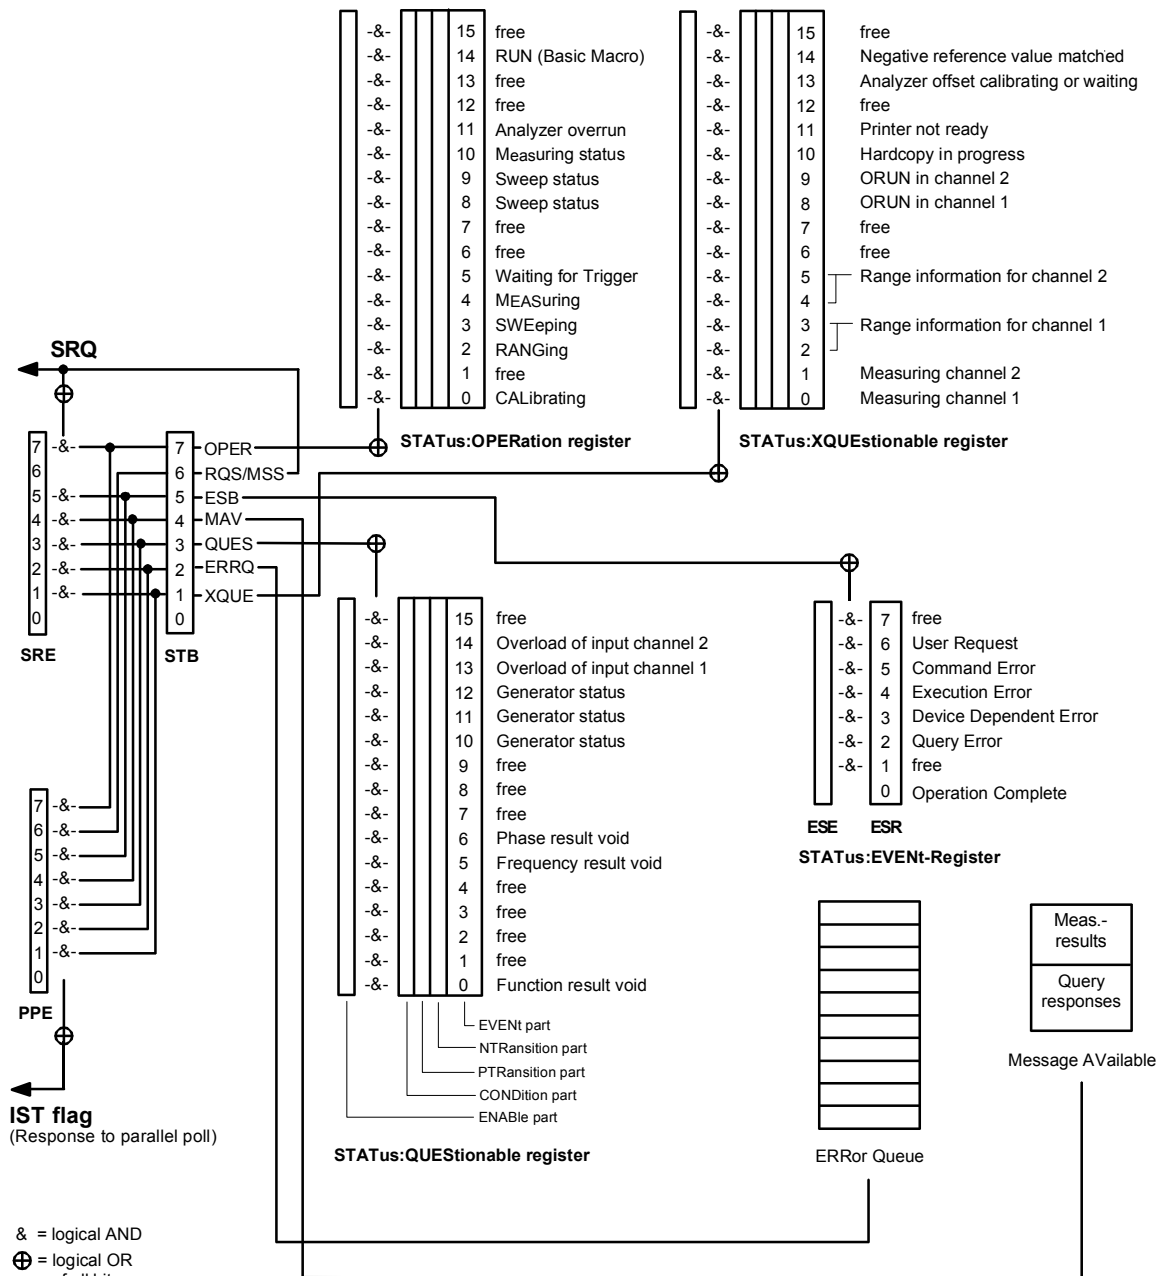 -&- 15 free
-&- 14 RUN (Basic Macro)
-&- 13 free
-&- 12 free
-&- 11 Analyzer overrun
-&- 10 Measuring status
-&- 9 Sweep status
-&- 8 Sweep status
-&- 7 free
-&- 6 free
-&- 5 Waiting for Trigger
-&- 4 MEASuring
-&- 3 SWEeping
-&- 2 RANGing
-&- 1 free
-&- 0 CALibrating
STATus:OPERation register
-&- 15 free
-&- 14 Negative reference value matched
-&- 13 Analyzer offset calibrating or waiting
-&- 12 free
-&- 11 Printer not ready
-&- 10 Hardcopy in progress
-&- 9 ORUN in channel 2
-&- 8 ORUN in channel 1
-&- 7 free
-&- 6 free
-&- 5 Range information for channel 2
-&- 4
-&- 3 Range information for channel 1
-&- 2
-&- 1 Measuring channel 2
-&- 0 Measuring channel 1
STATus:XQUEstionable register
SRQ
7 -&-
6
5 -&-
4 -&-
3 -&-
2 -&-
1 -&-
0
SRE
7 OPER
6 RQS/MSS
5 ESB
4 MAV
3 QUES
2 ERRQ
1 XQUE
0
STB
-&- 15 free
-&- 14 Overload of input channel 2
-&- 13 Overload of input channel 1
-&- 12 Generator status
-&- 11 Generator status
-&- 10 Generator status
-&- 9 free
-&- 8 free
-&- 7 free
-&- 6 Phase result void
-&- 5 Frequency result void
-&- 4 free
-&- 3 free
-&- 2 free
-&- 1 free
-&- 0 Function result void
EVENt part
NTRansition part
PTRansition part
CONDition part
ENABle part
STATus:QUEStionable register
-&- 7 free
-&- 6 User Request
-&- 5 Command Error
-&- 4 Execution Error
-&- 3 Device Dependent Error
-&- 2 Query Error
-&- 1 free
0 Operation Complete
ESE ESR
STATus:EVENt-Register
7 -&-
6 -&-
5 -&-
4 -&-
3 -&-
2 -&-
1 -&-
0
PPE
IST flag
(Response to parallel poll)
ERRor Queue
Meas.-
results
Query
responses
Message AVailable
& = logical AND
= logical OR